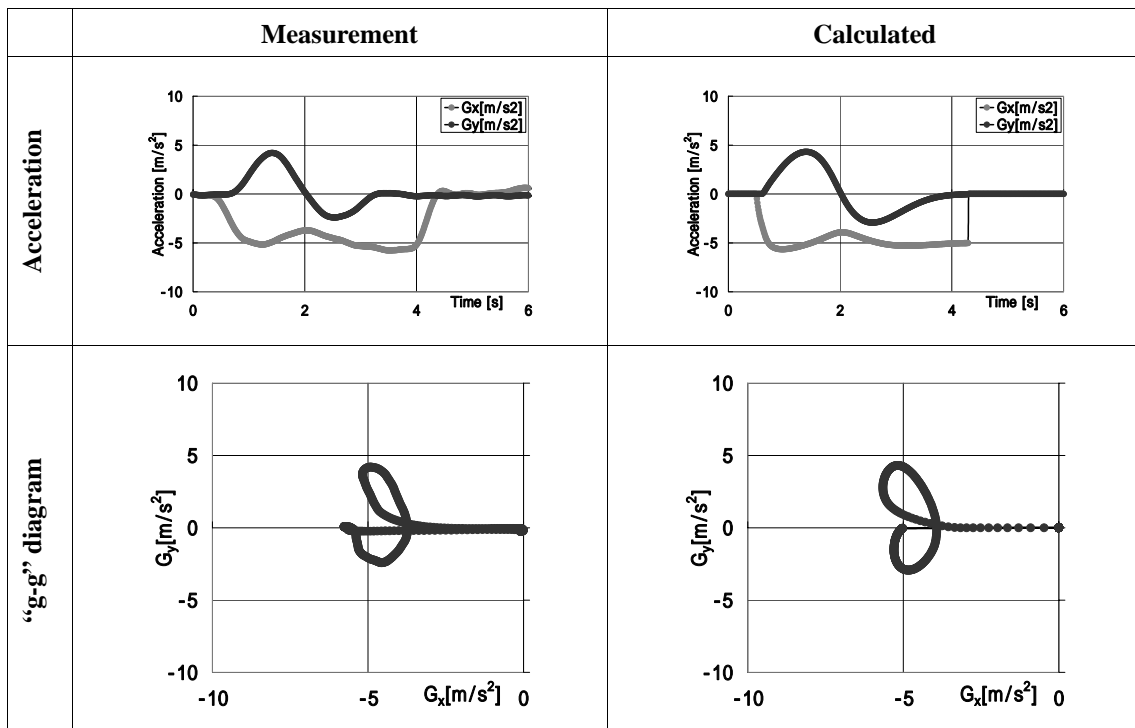 Measurement
Calculated
Acceleration
10
5
0
-5
-10
Acceleration [m/s²]
Gx[m/s2]
Gy[m/s2]
0
2
4
Time [s]
6
10
5
0
-5
-10
Acceleration [m/s²]
Gx[m/s2]
Gy[m/s2]
0
2
4
Time [s]
6
“g-g” diagram
10
5
0
-5
-10
Gy[m/s²]
-10
-5
Gx[m/s²]
0
10
5
0
-5
-10
Gy[m/s²]
-10
-5
Gx[m/s²]
0